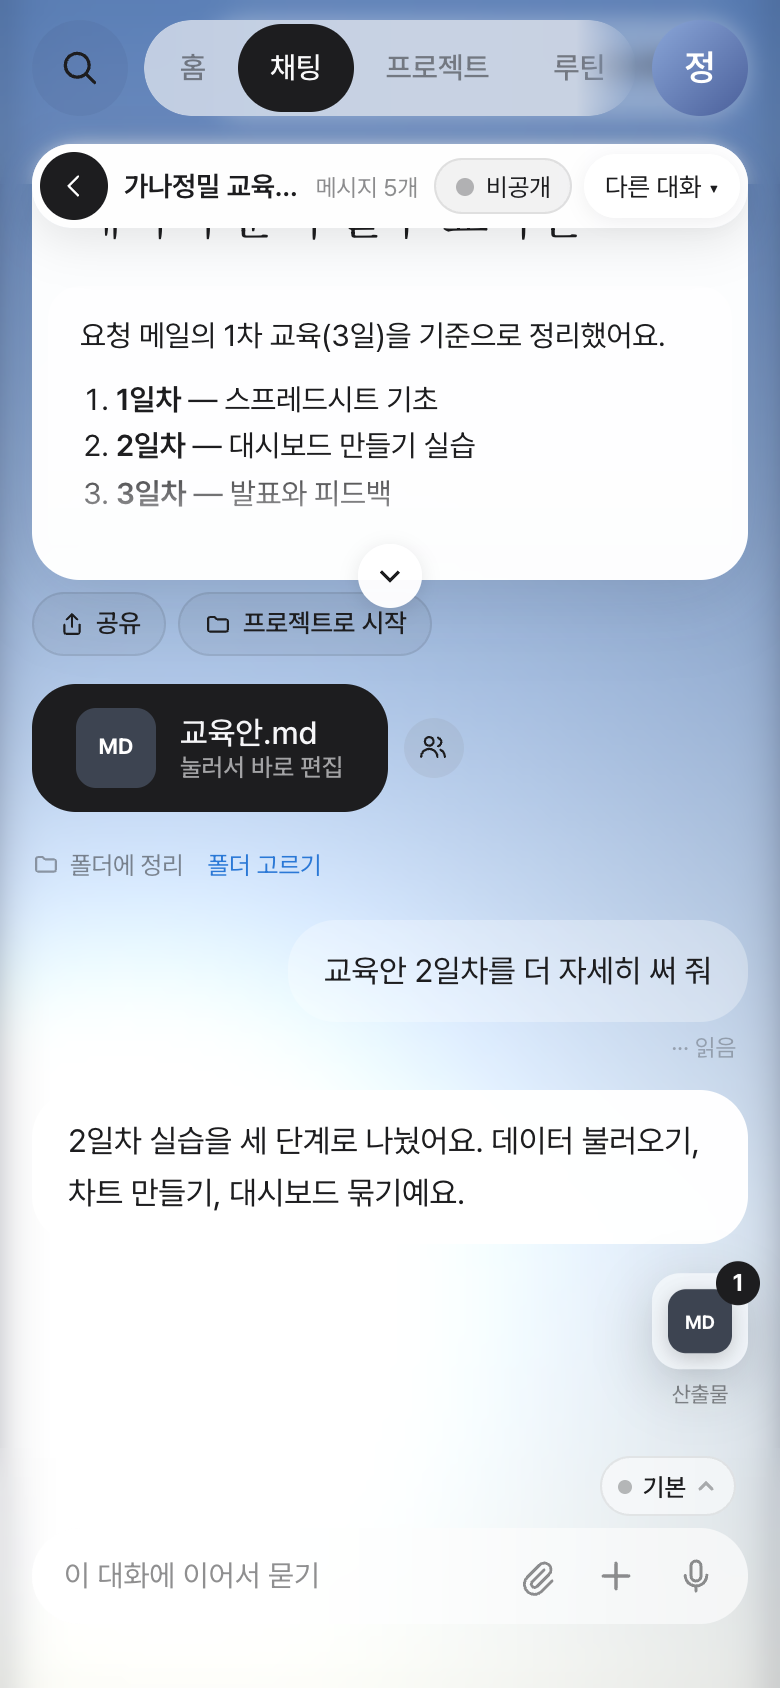 홈
채팅
프로젝트
루틴
정
가나정밀 교육...
메시지 5개
비공개
다른 대화 ▾
요청 메일의 1차 교육(3일)을 기준으로 정리했어요.
1. 1일차 — 스프레드시트 기초
2. 2일차 — 대시보드 만들기 실습
3. 3일차 — 발표와 피드백
공유
프로젝트로 시작
MD
교육안.md
눌러서 바로 편집
폴더에 정리
폴더 고르기
교육안 2일차를 더 자세히 써 줘
··· 읽음
2일차 실습을 세 단계로 나눴어요. 데이터 불러오기,
차트 만들기, 대시보드 묶기예요.
1
MD
산출물
기본
이 대화에 이어서 묻기